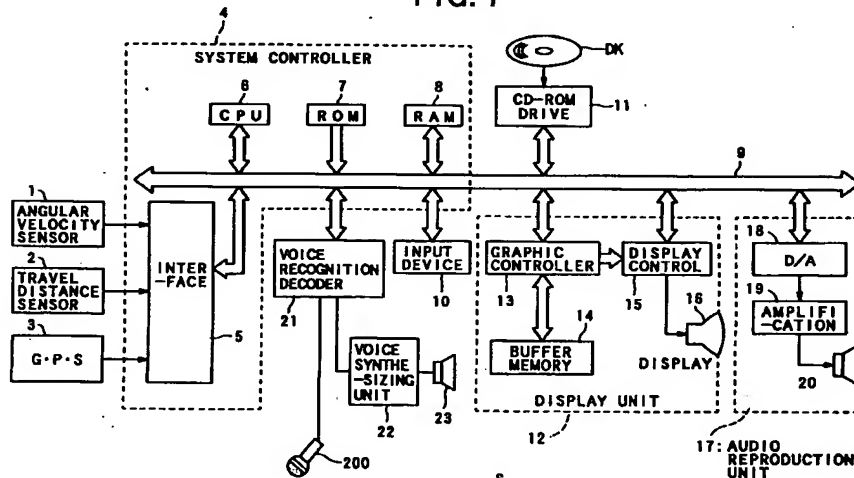 4
SYSTEM CONTROLLER
6
CPU
7
ROM
8
RAM
DK
CD-ROM
DRIVE
11
9
1
ANGULAR
VELOCITY
SENSOR
2
TRAVEL
DISTANCE
SENSOR
3
G·P·S
INTER
-FACE
5
VOICE
RECOGNITION
DECODER
21
INPUT
DEVICE
10
GRAPHIC
CONTROLLER
13
DISPLAY
CONTROL
15
16
DISPLAY
14
BUFFER
MEMORY
DISPLAY UNIT
12
18
D/A
19
AMPLIFI
-CATION
20
17: AUDIO
REPRODUCTION
UNIT
VOICE
SYNTHE
-SIZING
UNIT
22
23
200